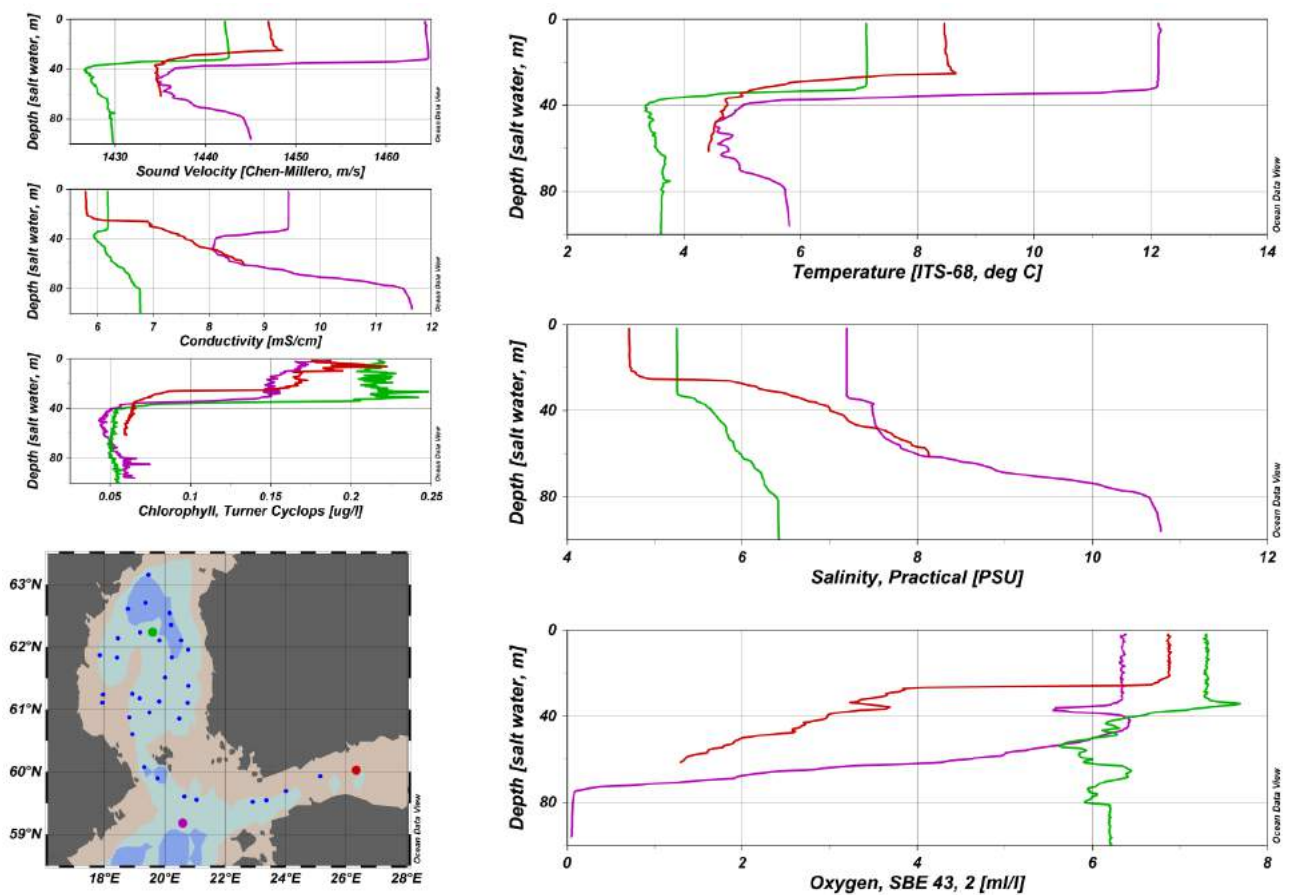 Depth [salt water, m]
0
40
80
1430
1440
1450
1460
Sound Velocity [Chen-Millero, m/s]
Ocean Data View
Depth [salt water, m]
0
40
80
6
7
8
9
10
11
12
Conductivity [mS/cm]
Ocean Data View
Depth [salt water, m]
0
40
80
0.05
0.1
0.15
0.2
0.25
Chlorophyll, Turner Cyclops [ug/l]
Ocean Data View
63°N
62°N
61°N
60°N
59°N
18°E
20°E
22°E
24°E
26°E
28°E
Ocean Data View
Depth [salt water, m]
0
40
80
2
4
6
8
10
12
14
Temperature [ITS-68, deg C]
Ocean Data View
Depth [salt water, m]
0
40
80
4
6
8
10
12
Salinity, Practical [PSU]
Ocean Data View
Depth [salt water, m]
0
40
80
0
2
4
6
8
Oxygen, SBE 43, 2 [ml/l]
Ocean Data View